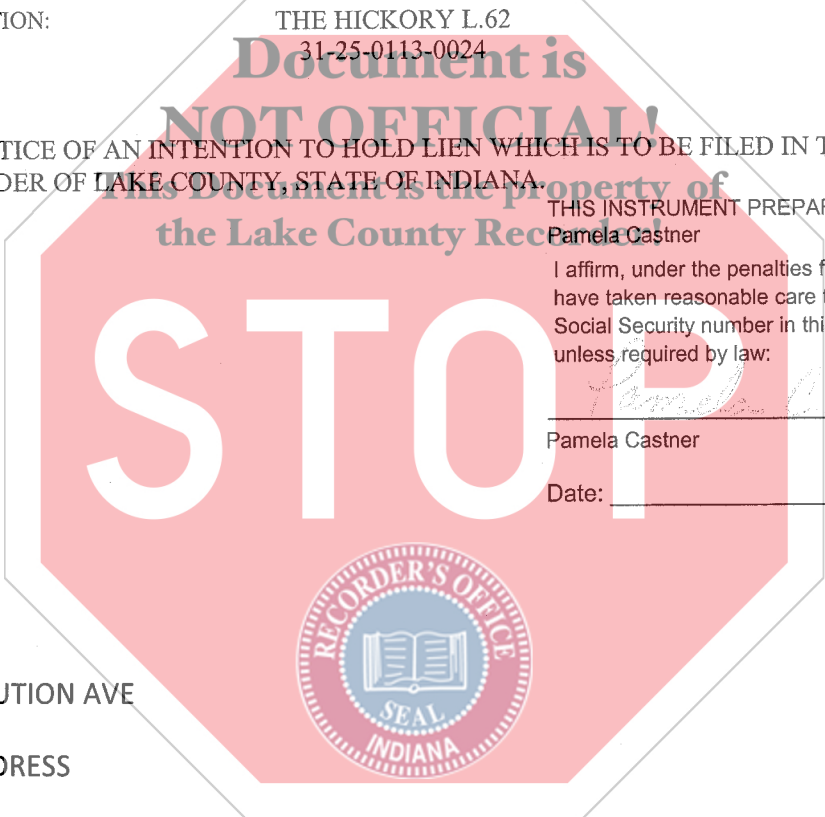 TION:
THE HICKORY L.62
31-25-0113-0024
Document is
NOT OFFICIAL!
TICE OF AN INTENTION TO HOLD LIEN WHICH IS TO BE FILED IN T
DER OF LAKE COUNTY, STATE OF INDIANA.
This Document is the property of
the Lake County Recorder!
THIS INSTRUMENT PREPAR
Pamela Castner
I affirm, under the penalties f
have taken reasonable care t
Social Security number in thi
unless required by law:
Pamela C
Pamela Castner
Date:
STOP
RECORDER'S OFFICE
SEAL
INDIANA
UTION AVE
DRESS